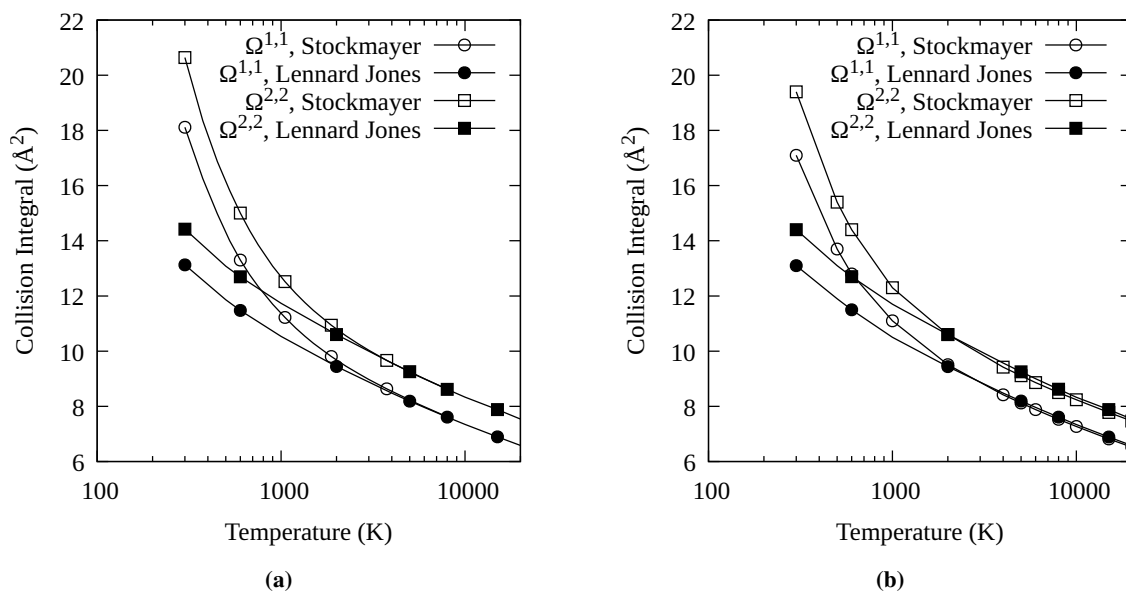 22
20
18
16
14
12
10
8
6
100
1000
10000
Collision Integral (Å²)
Temperature (K)
Ω¹,¹, Stockmayer
Ω¹,¹, Lennard Jones
Ω²,², Stockmayer
Ω²,², Lennard Jones
(a)
22
20
18
16
14
12
10
8
6
100
1000
10000
Collision Integral (Å²)
Temperature (K)
Ω¹,¹, Stockmayer
Ω¹,¹, Lennard Jones
Ω²,², Stockmayer
Ω²,², Lennard Jones
(b)